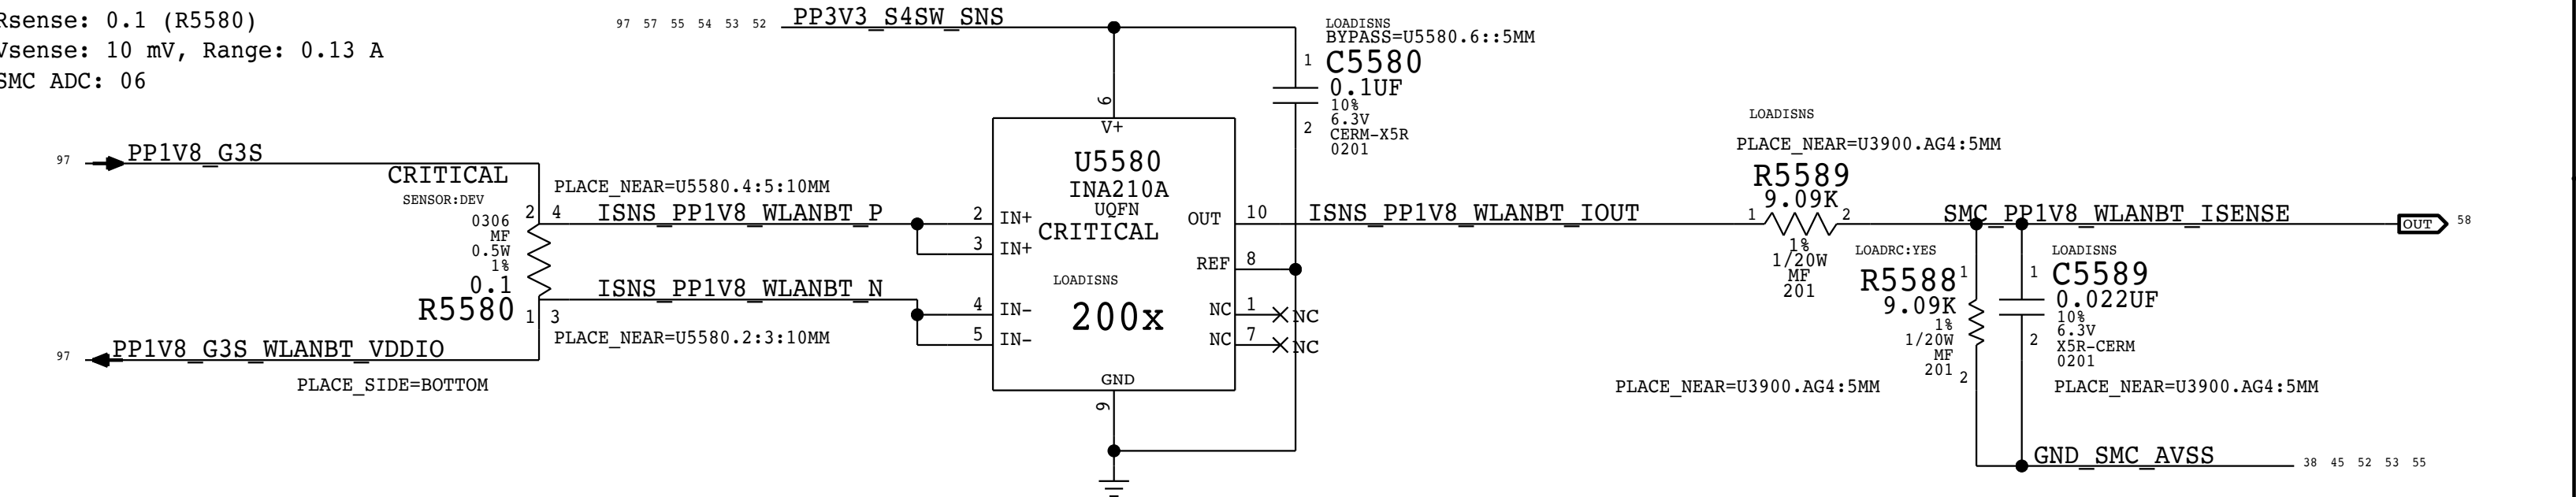 Rsense: 0.1 (R5580)
Vsense: 10 mV, Range: 0.13 A
SMC ADC: 06
97 57 55 54 53 52 PP3V3_S4SW_SNS
LOADISNS
BYPASS=U5580.6::5MM
1 C5580
0.1UF
10%
6.3V
2 CERM-X5R
0201
97 PP1V8_G3S
CRITICAL
SENSOR:DEV
0306
MF
0.5W
1%
0.1
R5580
2 4
1 3
97 PP1V8_G3S_WLANBT_VDDIO
PLACE_SIDE=BOTTOM
PLACE_NEAR=U5580.4:5:10MM
ISNS_PP1V8_WLANBT_P
ISNS_PP1V8_WLANBT_N
PLACE_NEAR=U5580.2:3:10MM
6
V+
U5580
INA210A
UQFN
CRITICAL
LOADISNS
200x
2 IN+
3 IN+
4 IN-
5 IN-
OUT 10
REF 8
NC 1 NC
NC 7 NC
GND
9
ISNS_PP1V8_WLANBT_IOUT
LOADISNS
PLACE_NEAR=U3900.AG4:5MM
R5589
9.09K
1 2
1%
1/20W
MF
201
SMC_PP1V8_WLANBT_ISENSE
OUT 58
LOADRC:YES
R5588 1
9.09K
1%
1/20W
MF
201 2
PLACE_NEAR=U3900.AG4:5MM
LOADISNS
1 C5589
0.022UF
10%
6.3V
2 X5R-CERM
0201
PLACE_NEAR=U3900.AG4:5MM
GND_SMC_AVSS 38 45 52 53 55